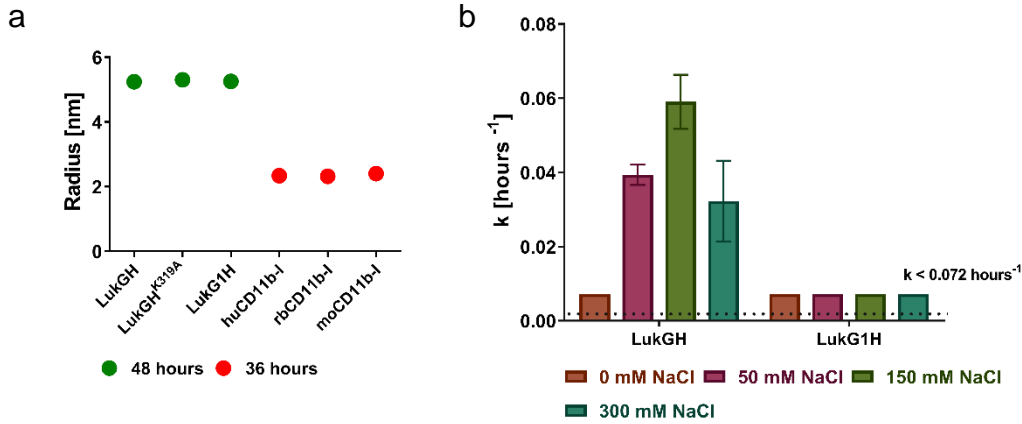 a
Radius [nm]
6
4
2
0
LukGH
LukGH^K319A
LukG1H
huCD11b-I
rbCD11b-I
moCD11b-I
48 hours 36 hours
b
k [hours ⁻¹]
0.08
0.06
0.04
0.02
0.00
k < 0.072 hours⁻¹
LukGH LukG1H
0 mM NaCl 50 mM NaCl 150 mM NaCl
300 mM NaCl